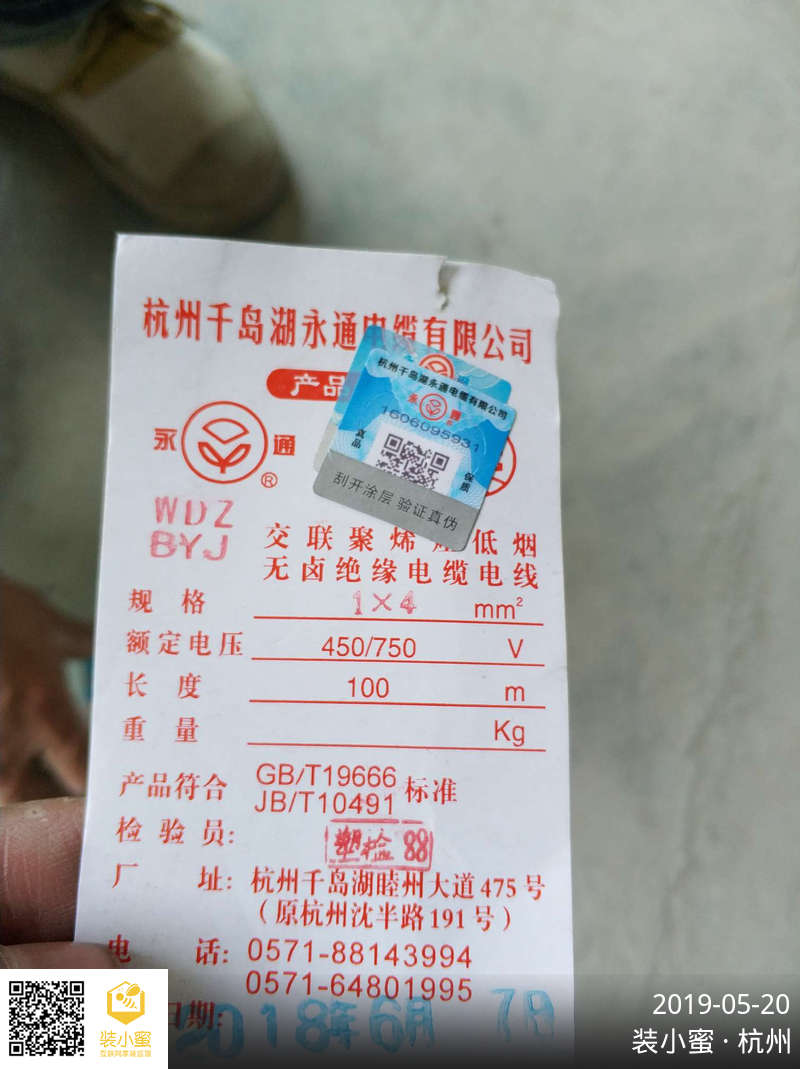 杭州千岛湖永通电缆有限公司
产品
永 通
®
杭州千岛湖永通电缆有限公司
永 通
1606095931
真品
保质
刮开涂层 验证真伪
WDZ
BYJ
交联聚烯 低烟
无卤绝缘电缆电线
规格 1×4 mm²
额定电压 450/750 V
长度 100 m
重量 Kg
产品符合 GB/T19666
JB/T10491 标准
检验员: 塑检 88
厂址: 杭州千岛湖睦州大道475号
(原杭州沈半路191号)
电话: 0571-88143994
0571-64801995
日期: 2018年6月 7日
装小蜜
2019-05-20
装小蜜·杭州